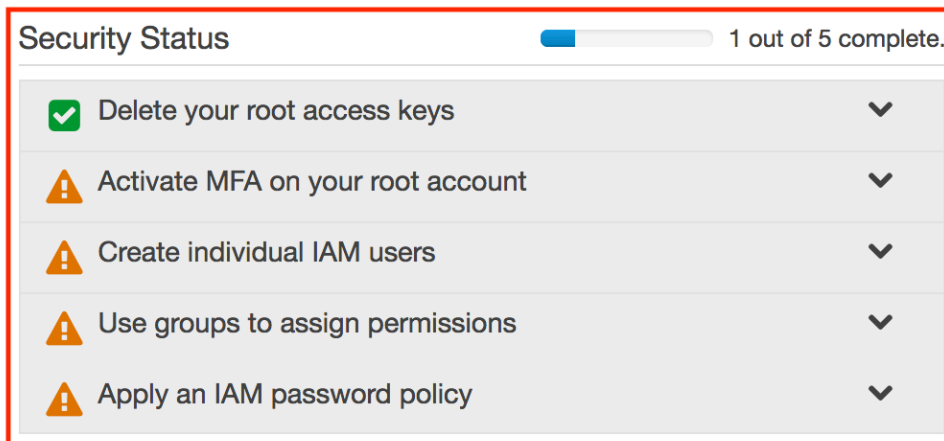 Security Status
1 out of 5 complete.
Delete your root access keys
Activate MFA on your root account
Create individual IAM users
Use groups to assign permissions
Apply an IAM password policy